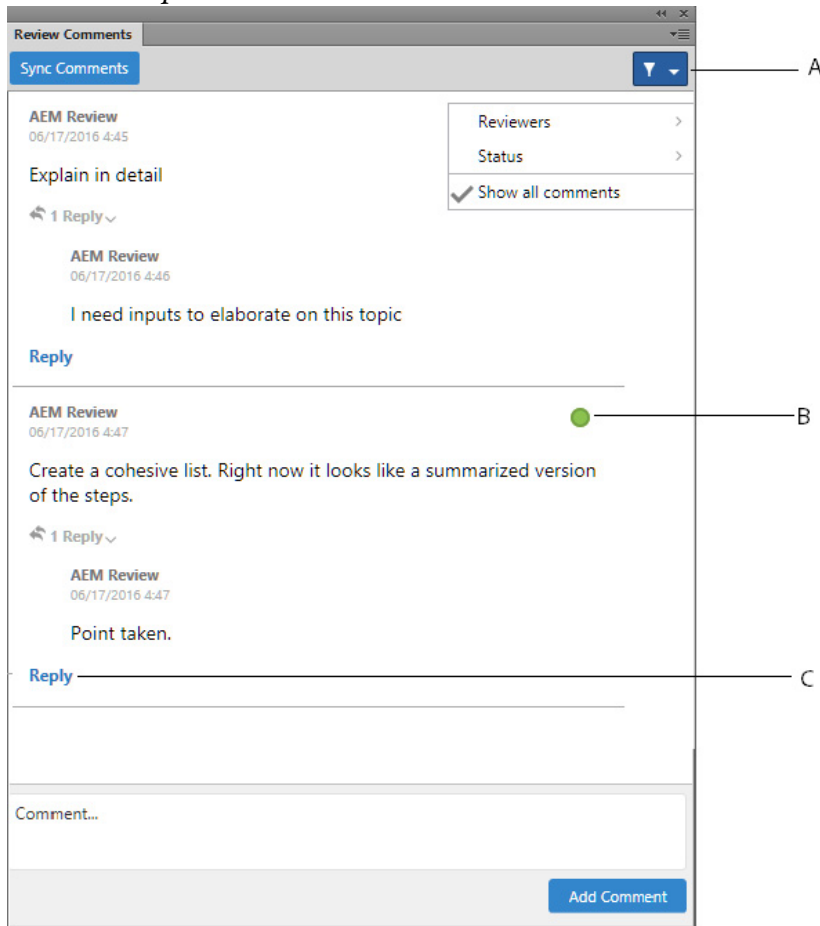 Review Comments
Sync Comments
A
AEM Review
06/17/2016 4:45
Reviewers
Status
Show all comments
Explain in detail
1 Reply
AEM Review
06/17/2016 4:46
I need inputs to elaborate on this topic
Reply
AEM Review
06/17/2016 4:47
B
Create a cohesive list. Right now it looks like a summarized version
of the steps.
1 Reply
AEM Review
06/17/2016 4:47
Point taken.
Reply
C
Comment...
Add Comment